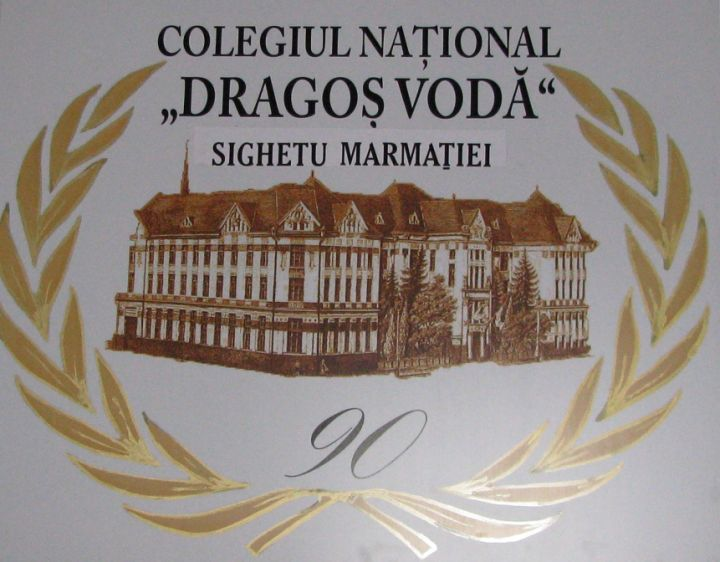 COLEGIUL NAȚIONAL
„DRAGOȘ VODĂ“
SIGHETU MARMAȚIEI
90